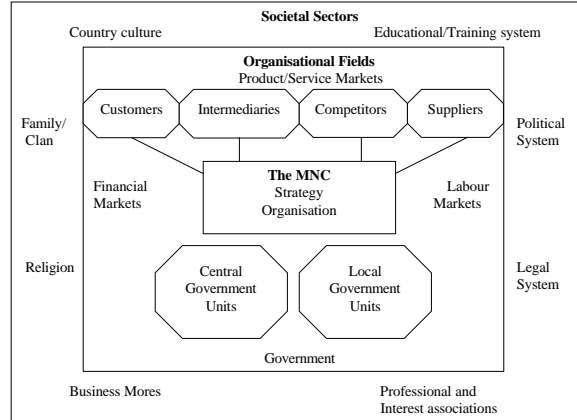 Societal Sectors
Country culture
Educational/Training system
Organisational Fields
Product/Service Markets
Customers
Intermediaries
Competitors
Suppliers
Family/
Clan
Political
System
The MNC
Strategy
Organisation
Financial
Markets
Labour
Markets
Religion
Central
Government
Units
Local
Government
Units
Legal
System
Government
Business Mores
Professional and
Interest associations